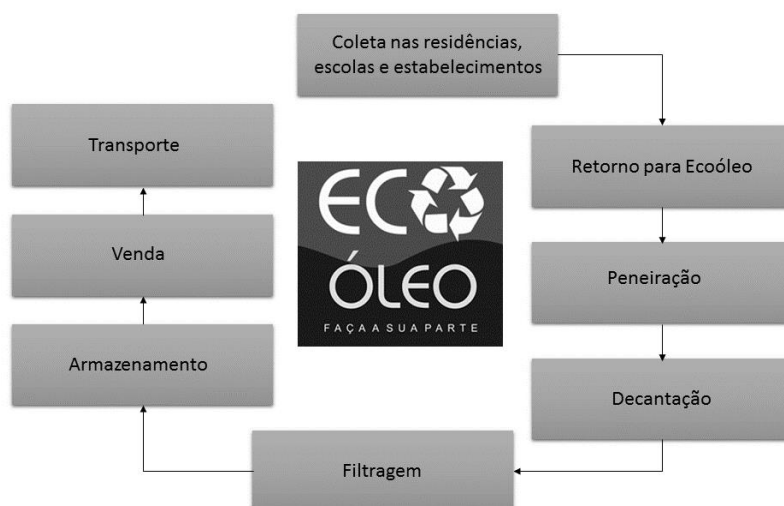 Coleta nas residências,
escolas e estabelecimentos
Retorno para Ecoóleo
Peneiração
Decantação
Filtragem
Armazenamento
Venda
Transporte
ECO
ÓLEO
FAÇA A SUA PARTE